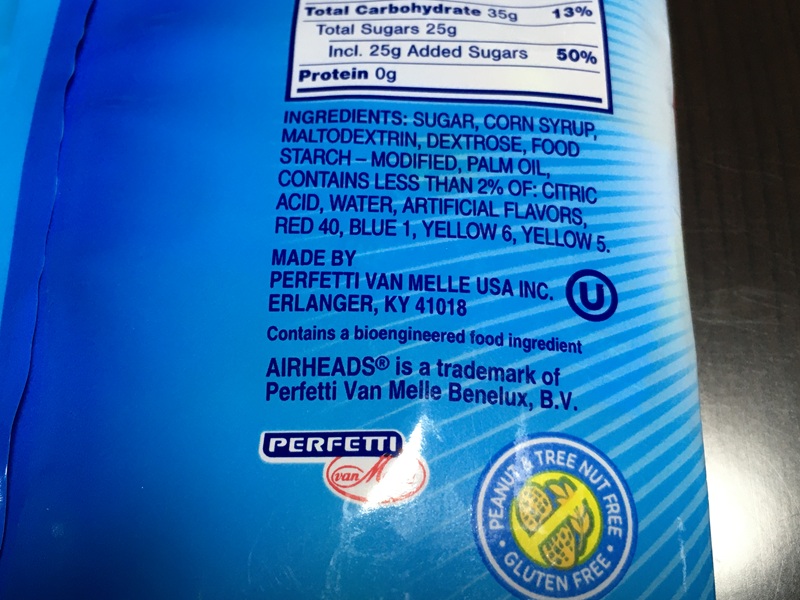 Total Carbohydrate 35g 13%
Total Sugars 25g
Incl. 25g Added Sugars 50%
Protein 0g
INGREDIENTS: SUGAR, CORN SYRUP,
MALTODEXTRIN, DEXTROSE, FOOD
STARCH – MODIFIED, PALM OIL,
CONTAINS LESS THAN 2% OF: CITRIC
ACID, WATER, ARTIFICIAL FLAVORS,
RED 40, BLUE 1, YELLOW 6, YELLOW 5.
MADE BY
PERFETTI VAN MELLE USA INC.
ERLANGER, KY 41018
U
Contains a bioengineered food ingredient
AIRHEADS® is a trademark of
Perfetti Van Melle Benelux, B.V.
PERFETTI
van
PEANUT & TREE NUT FREE
• GLUTEN FREE •